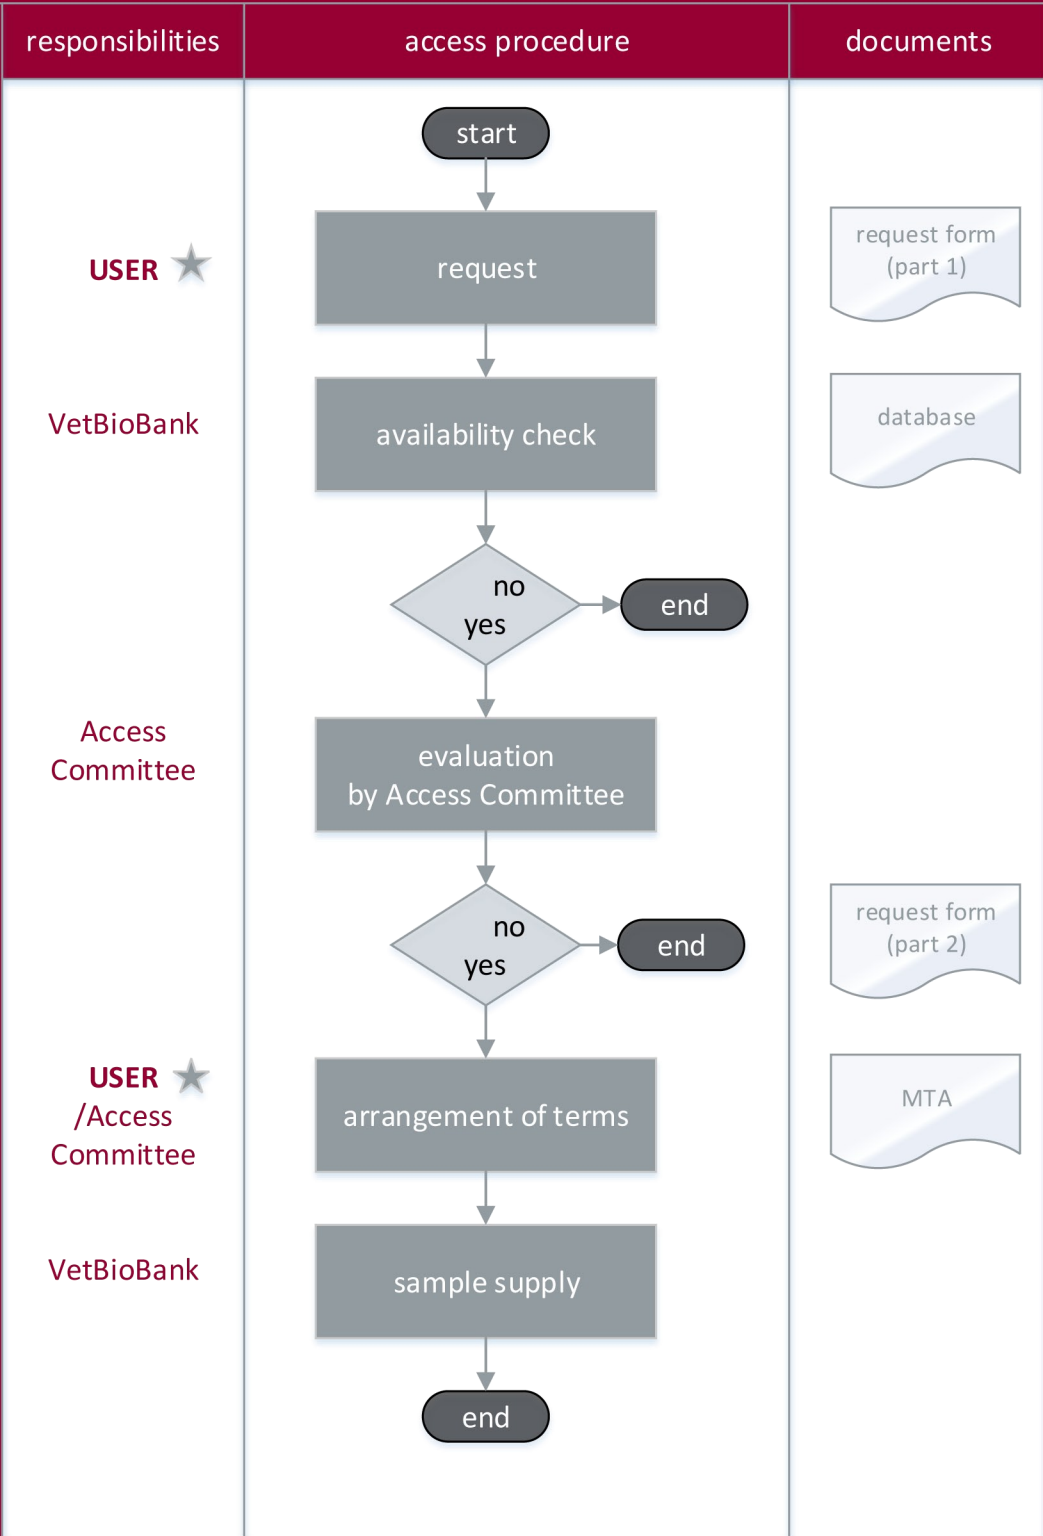 responsibilities
access procedure
documents
start
USER
request
request form
(part 1)
VetBioBank
availability check
database
no
yes
end
Access
Committee
evaluation
by Access Committee
no
yes
end
request form
(part 2)
USER
/Access
Committee
arrangement of terms
MTA
VetBioBank
sample supply
end